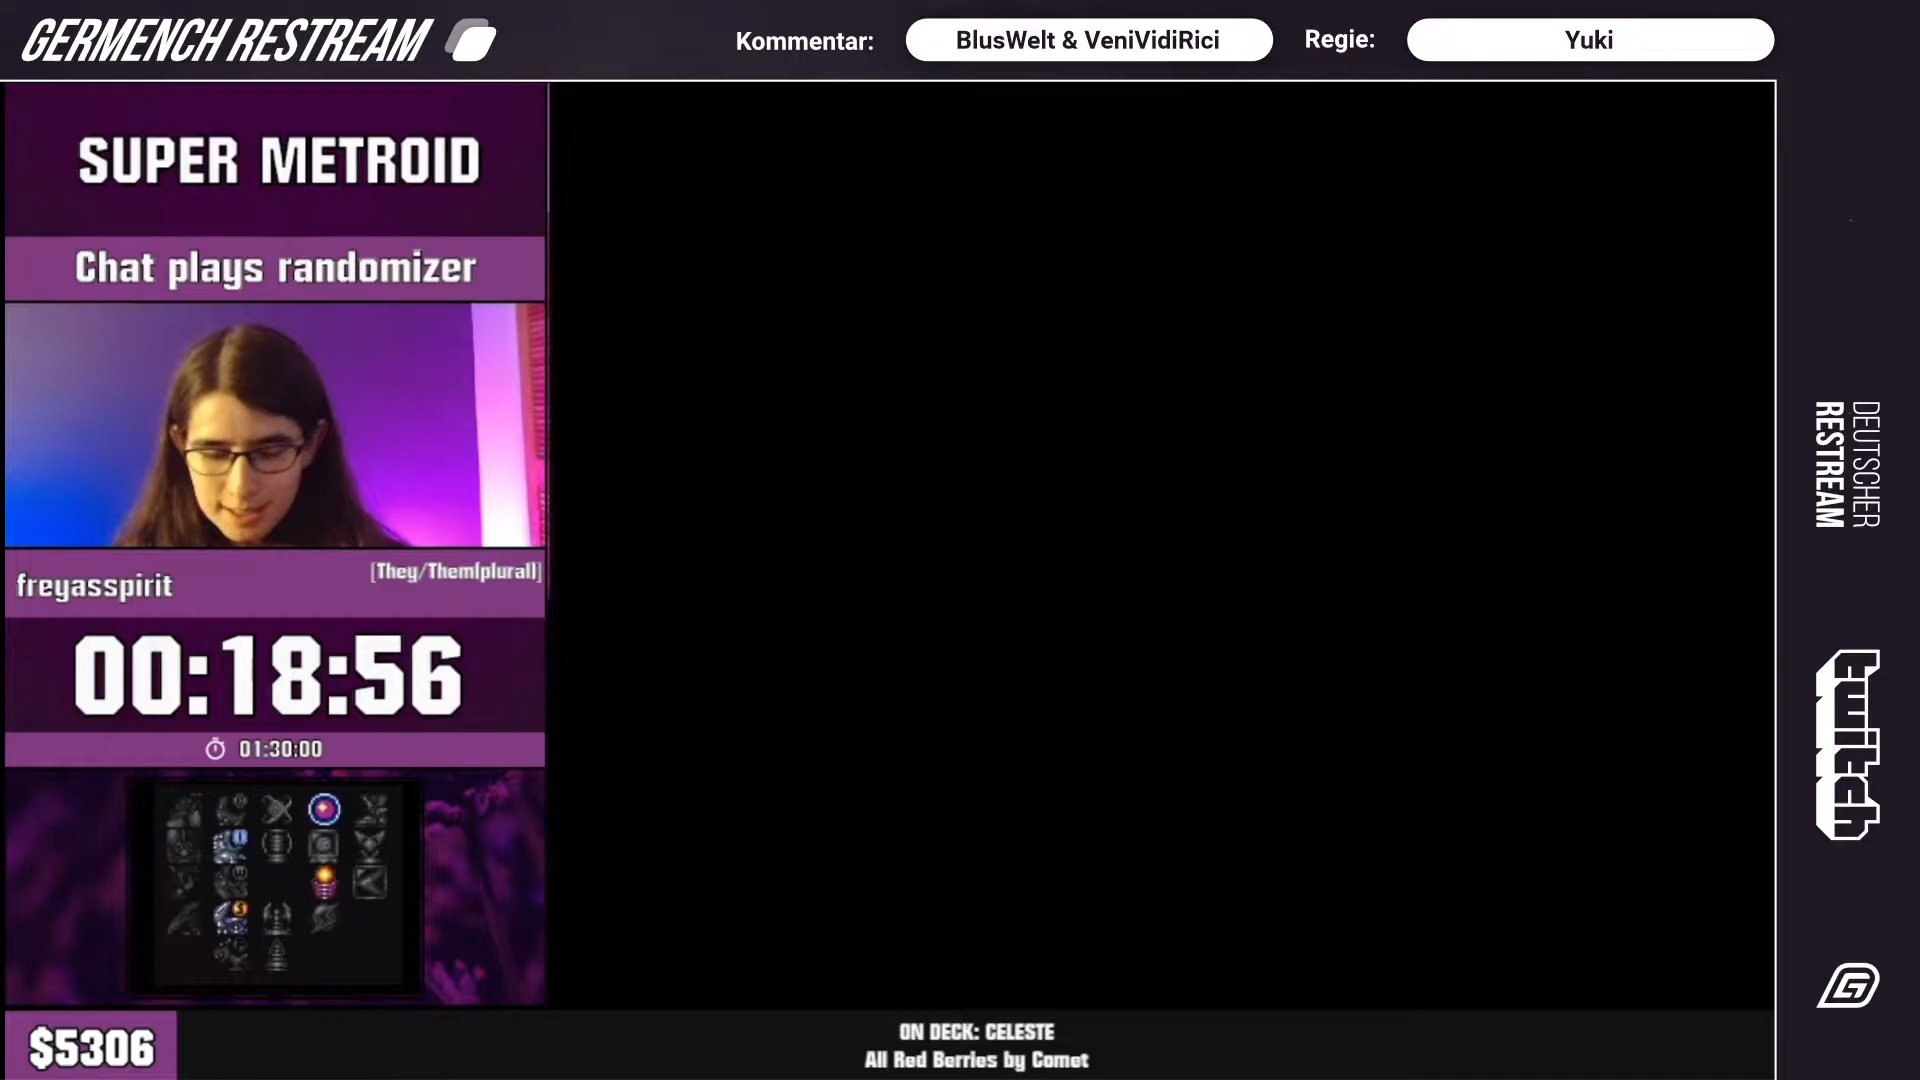 GERMENCH RESTREAM
Kommentar:
BlusWelt & VeniVidiRici
Regie:
Yuki
SUPER METROID
Chat plays randomizer
freyasspirit
[They/Them(plural)]
00:18:56
01:30:00
$5306
ON DECK: CELESTE
All Red Berries by Comet
DEUTSCHER
RESTREAM
twitch